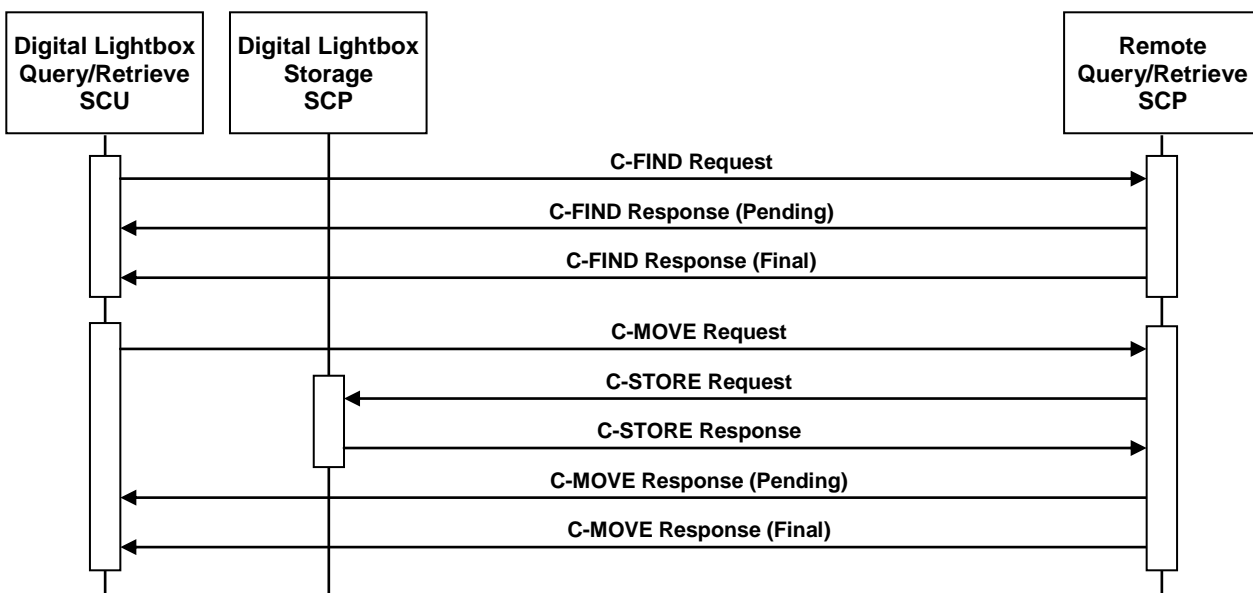 Digital Lightbox
Query/Retrieve
SCU
Digital Lightbox
Storage
SCP
Remote
Query/Retrieve
SCP
C-FIND Request
C-FIND Response (Pending)
C-FIND Response (Final)
C-MOVE Request
C-STORE Request
C-STORE Response
C-MOVE Response (Pending)
C-MOVE Response (Final)